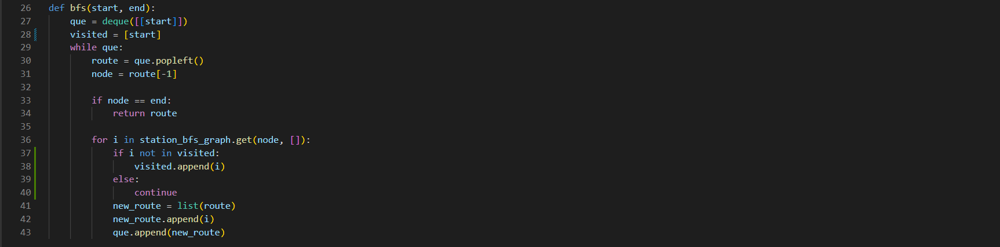 26 def bfs(start, end):
27     que = deque([[start]])
28     visited = [start]
29     while que:
30         route = que.popleft()
31         node = route[-1]
32
33         if node == end:
34             return route
35
36         for i in station_bfs_graph.get(node, []):
37             if i not in visited:
38                 visited.append(i)
39             else:
40                 continue
41             new_route = list(route)
42             new_route.append(i)
43             que.append(new_route)